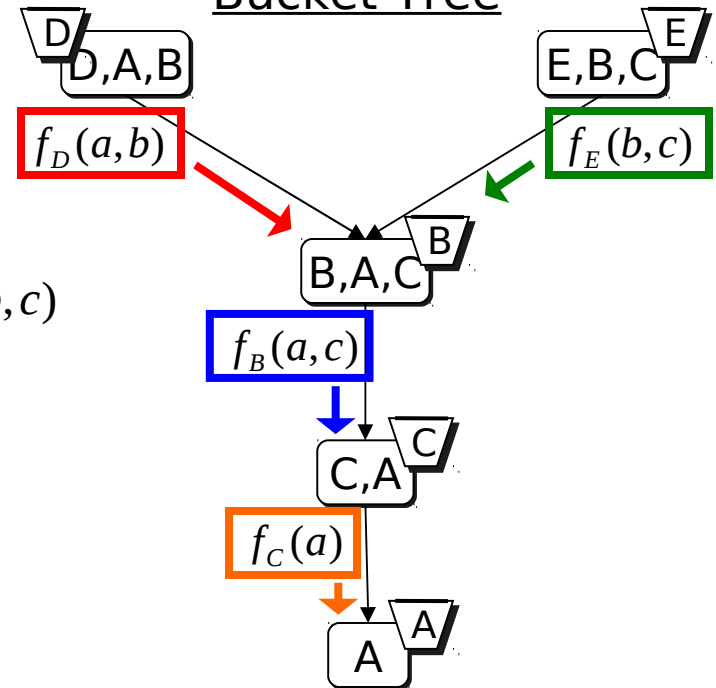 Bucket Tree
D
E
D,A,B
E,B,C
f_D(a,b)
f_E(b,c)
B
B,A,C
,c)
f_B(a,c)
C
C,A
f_C(a)
A
A